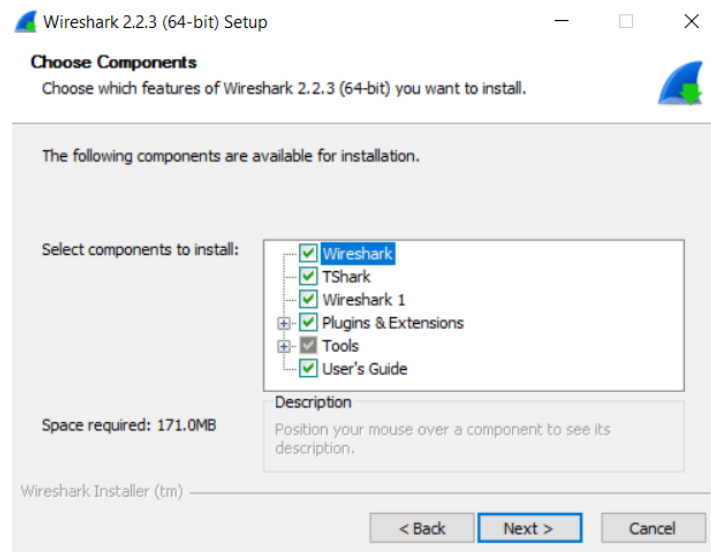 Wireshark 2.2.3 (64-bit) Setup
Choose Components
Choose which features of Wireshark 2.2.3 (64-bit) you want to install.
The following components are available for installation.
Select components to install:
Wireshark
TShark
Wireshark 1
Plugins & Extensions
Tools
User's Guide
Space required: 171.0MB
Description
Position your mouse over a component to see its
description.
Wireshark Installer (tm)
< Back
Next >
Cancel